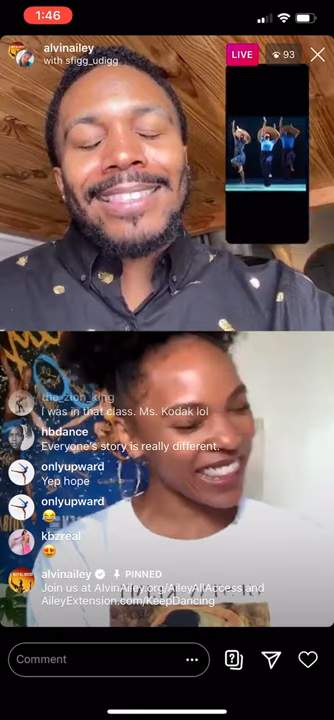 1:46
alvinailey
with sfigg_udigg
LIVE
93
the_zion_king
I was in that class. Ms. Kodak lol
hbdance
Everyone's story is really different.
onlyupward
Yep hope
onlyupward
😂
kbzreal
😍
alvinailey PINNED
Join us at AlvinAiley.org/AileyAllAccess and
AileyExtension.com/KeepDancing
Comment